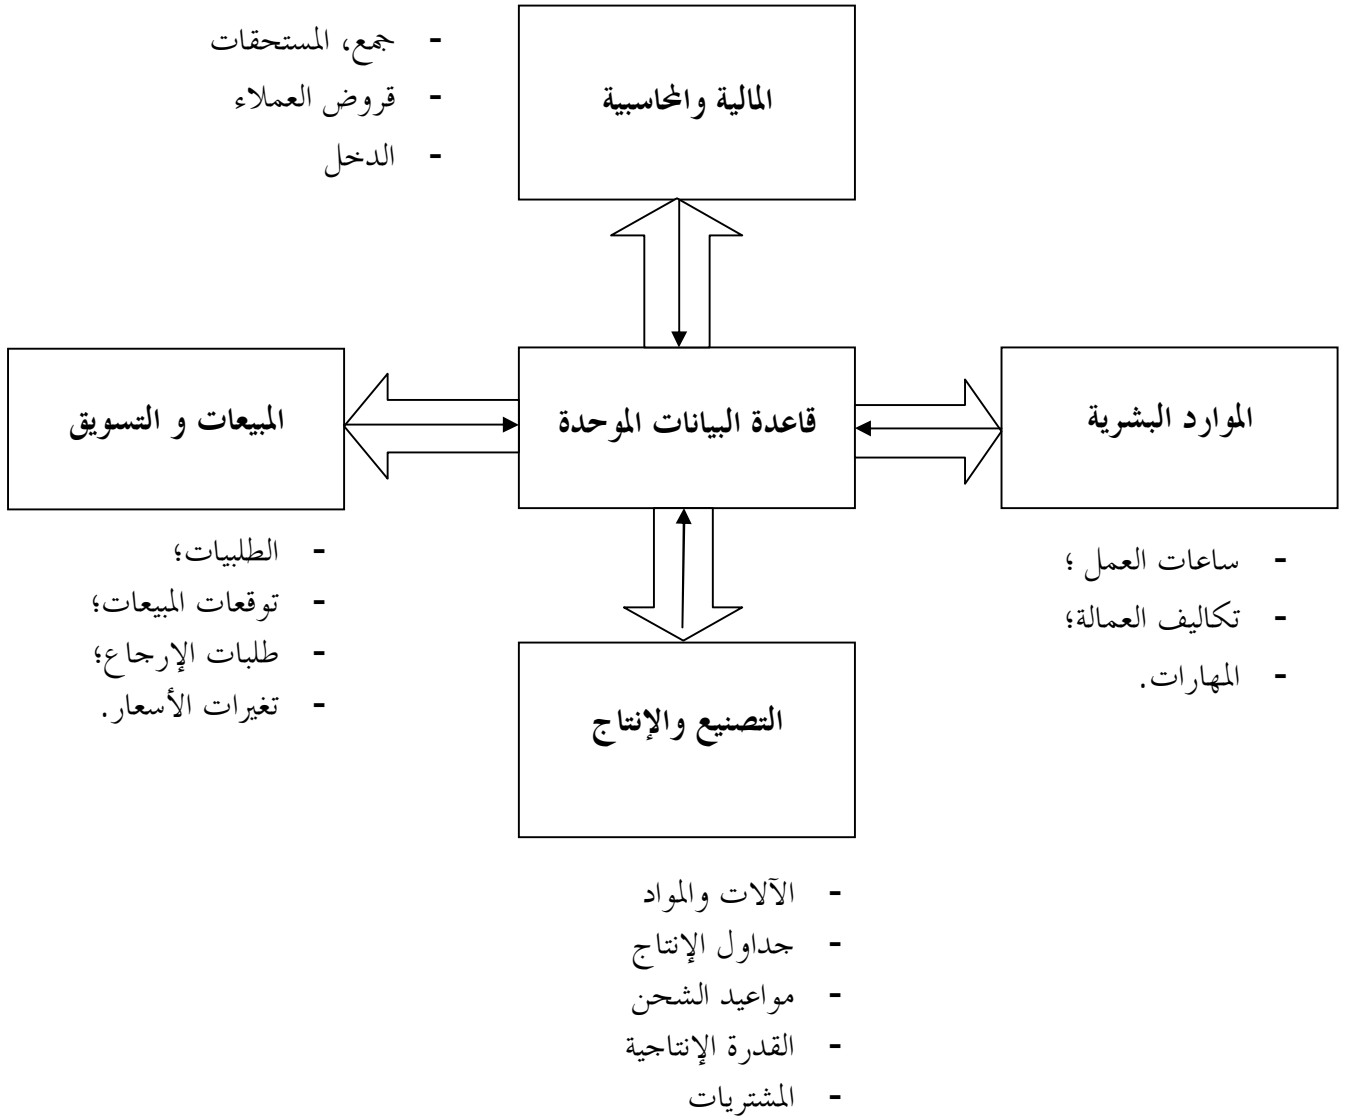 - جمع، المستحقات
- قروض العملاء
- الدخل
المالية والمحاسبية
الموارد البشرية
قاعدة البيانات الموحدة
المبيعات و التسويق
- ساعات العمل ؛
- تكاليف العمالة؛
- المهارات.
- الطلبيات؛
- توقعات المبيعات؛
- طلبات الإرجاع؛
- تغيرات الأسعار.
التصنيع والإنتاج
- الآلات والمواد
- جداول الإنتاج
- مواعيد الشحن
- القدرة الإنتاجية
- المشتريات